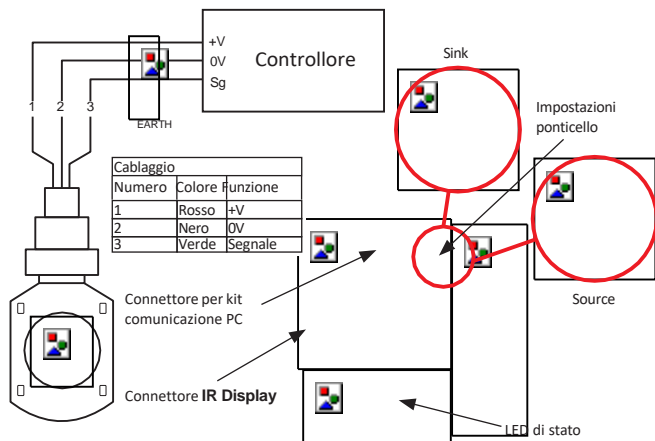 +V
0V
Sg
Controllore
1
2
3
EARTH
Sink
Impostazioni
ponticello
Cablaggio
Numero Colore F unzione
1 Rosso +V
2 Nero 0V
3 Verde Segnale
Source
Connettore per kit
comunicazione PC
Connettore IR Display
LED di stato